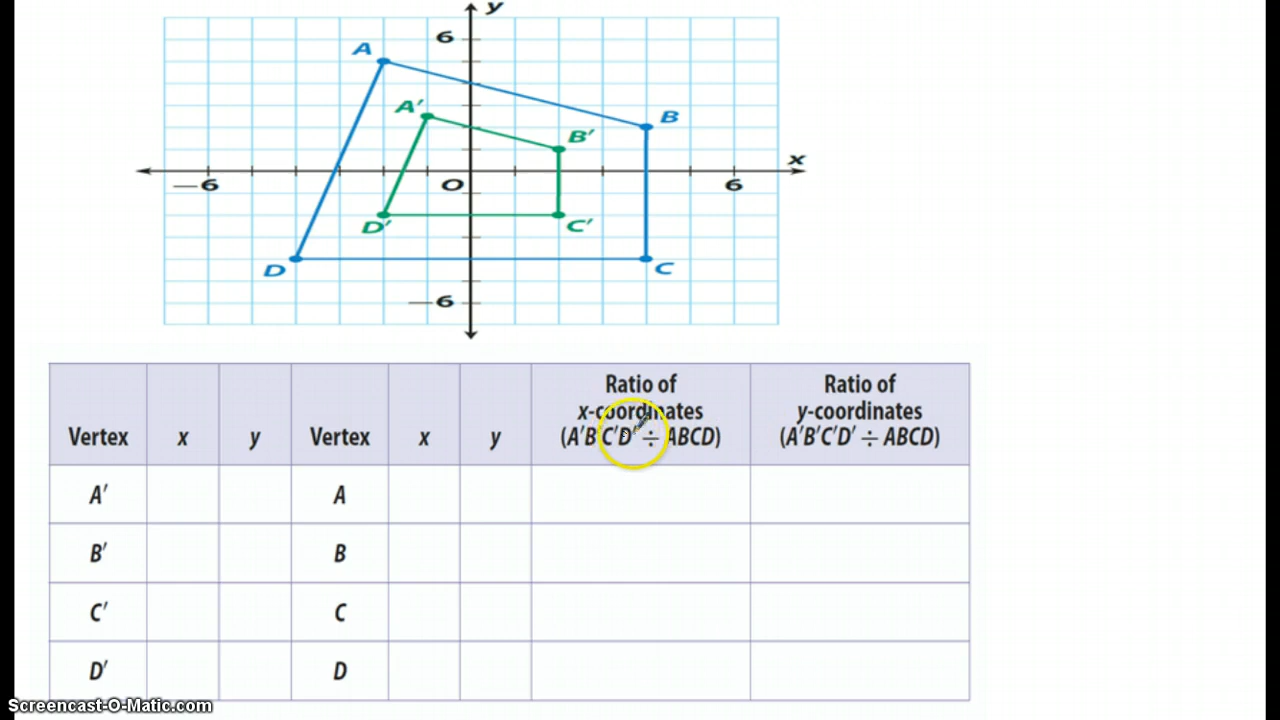 y
6
A
A′
B
B′
x
−6
O
6
D′
C′
D
C
−6
Vertex x y Vertex x y Ratio of x-coordinates (A′B′C′D′ ÷ ABCD) Ratio of y-coordinates (A′B′C′D′ ÷ ABCD)
A′ A
B′ B
C′ C
D′ D
Screencast-O-Matic.com